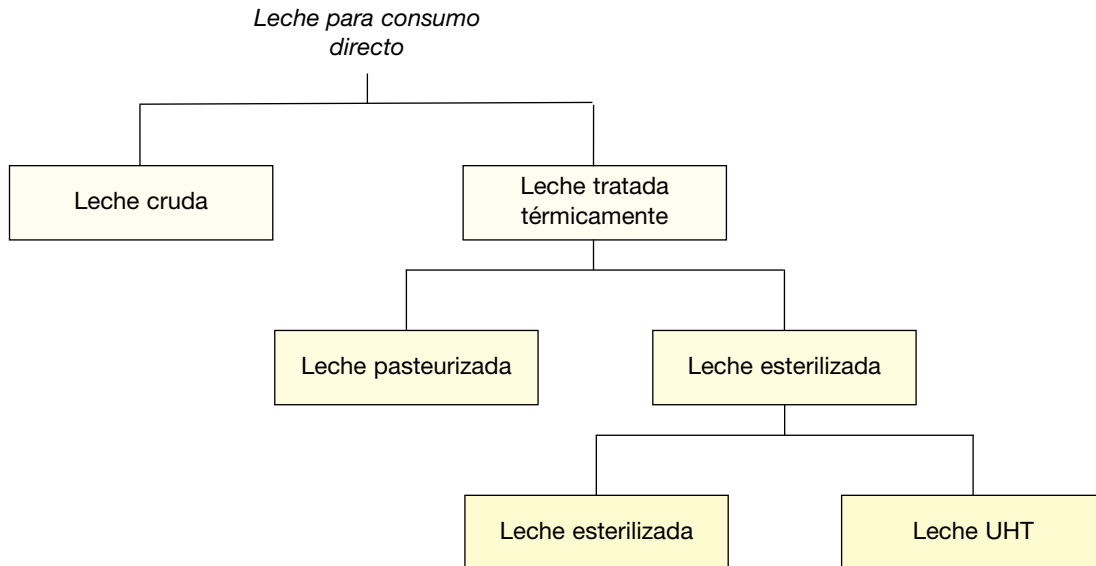 Leche para consumo
directo
Leche cruda
Leche tratada
térmicamente
Leche pasteurizada
Leche esterilizada
Leche esterilizada
Leche UHT